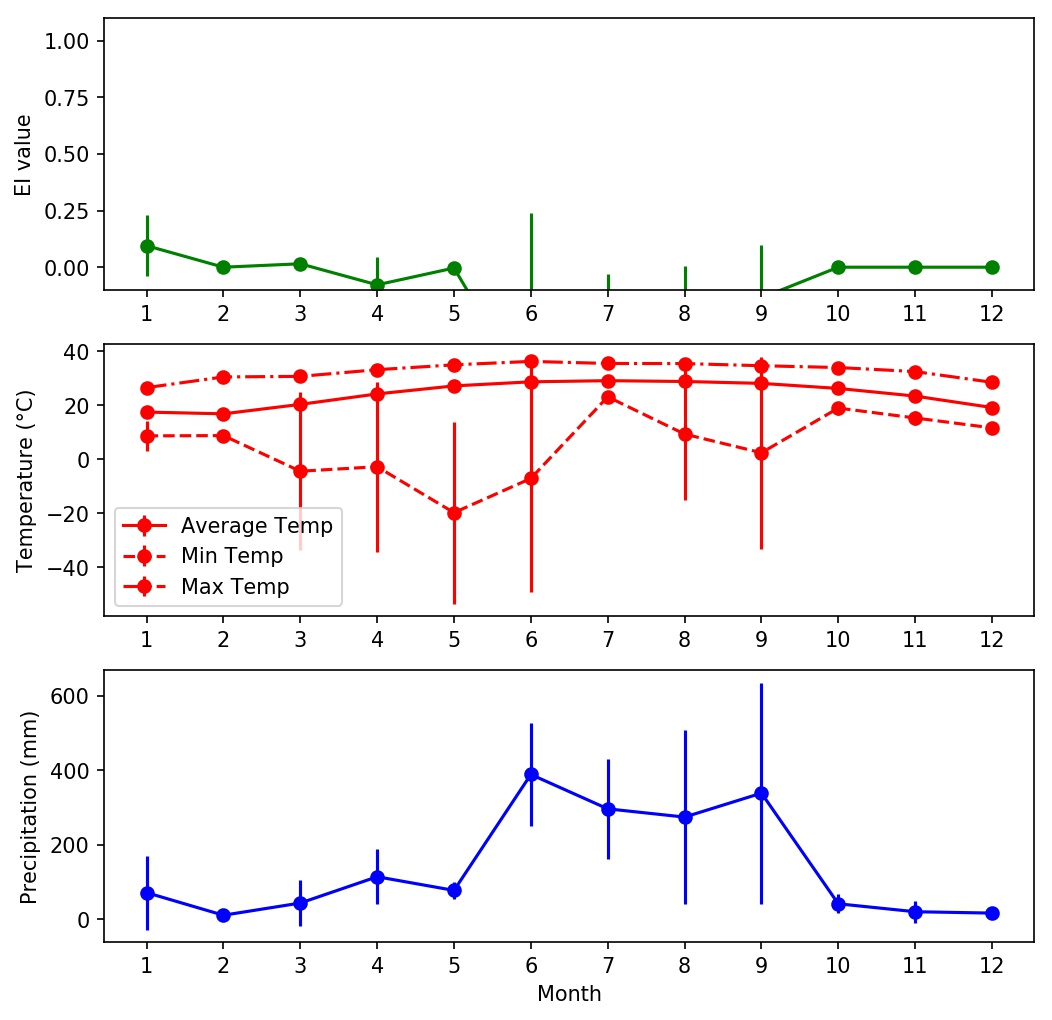 EI value
1.00
0.75
0.50
0.25
0.00
1 2 3 4 5 6 7 8 9 10 11 12
Temperature (°C)
40
20
0
−20
−40
Average Temp
Min Temp
Max Temp
1 2 3 4 5 6 7 8 9 10 11 12
Precipitation (mm)
600
400
200
0
1 2 3 4 5 6 7 8 9 10 11 12
Month